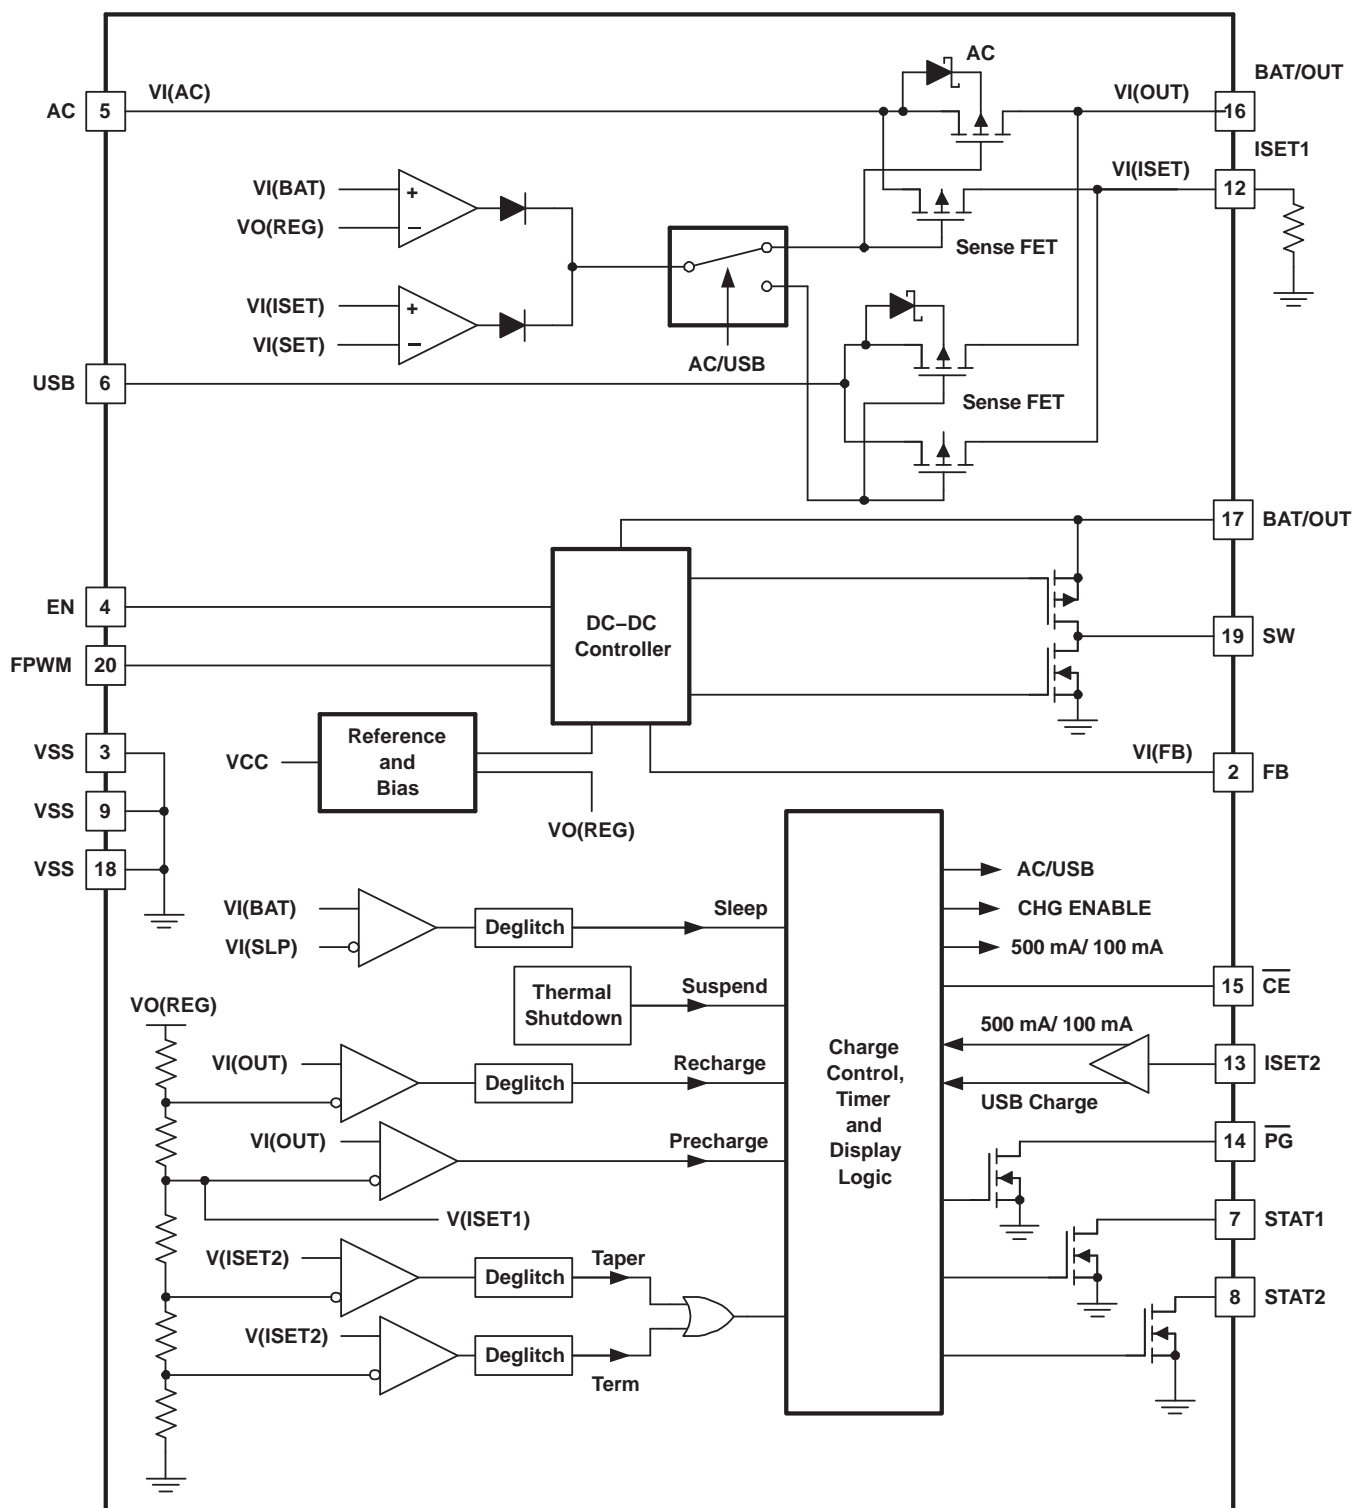 AC
BAT/OUT
VI(AC)
VI(OUT)
AC
5
16
ISET1
VI(ISET)
12
VI(BAT)
+
VO(REG)
−
Sense FET
VI(ISET)
+
VI(SET)
−
AC/USB
USB
6
Sense FET
17
BAT/OUT
EN
4
DC−DC
Controller
19
SW
FPWM
20
VSS
3
Reference
and
Bias
VCC
VI(FB)
2
FB
VSS
9
VO(REG)
VSS
18
AC/USB
VI(BAT)
Deglitch
Sleep
CHG ENABLE
VI(SLP)
500 mA/ 100 mA
Thermal
Shutdown
Suspend
15
CE
VO(REG)
500 mA/ 100 mA
Charge
Control,
Timer
and
Display
Logic
VI(OUT)
Deglitch
Recharge
13
ISET2
USB Charge
VI(OUT)
Precharge
14
PG
V(ISET1)
7
STAT1
V(ISET2)
Deglitch
Taper
8
STAT2
V(ISET2)
Deglitch
Term